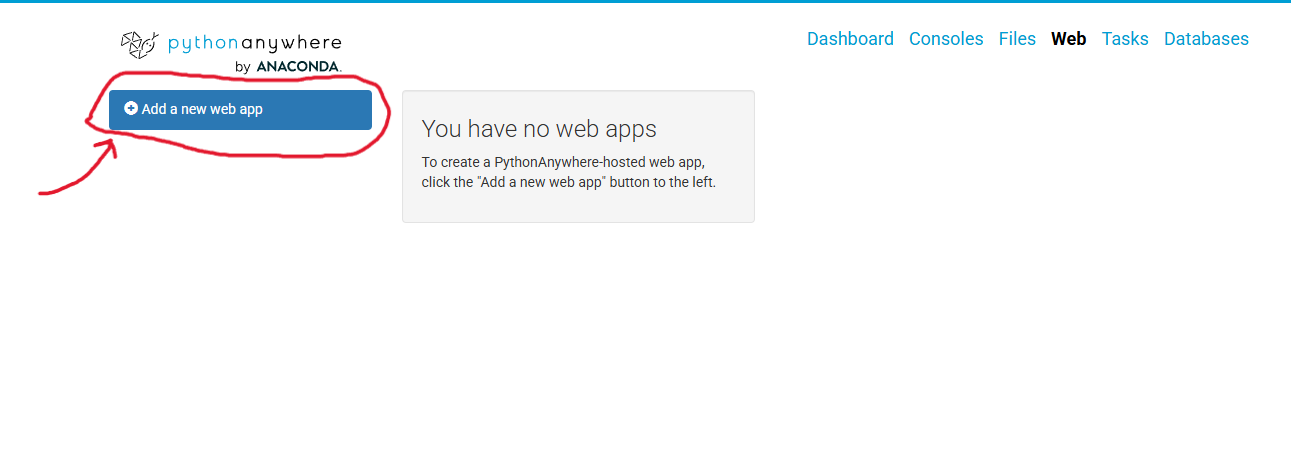 pythonanywhere
by ANACONDA.
Dashboard Consoles Files Web Tasks Databases
Add a new web app
You have no web apps
To create a PythonAnywhere-hosted web app,
click the "Add a new web app" button to the left.